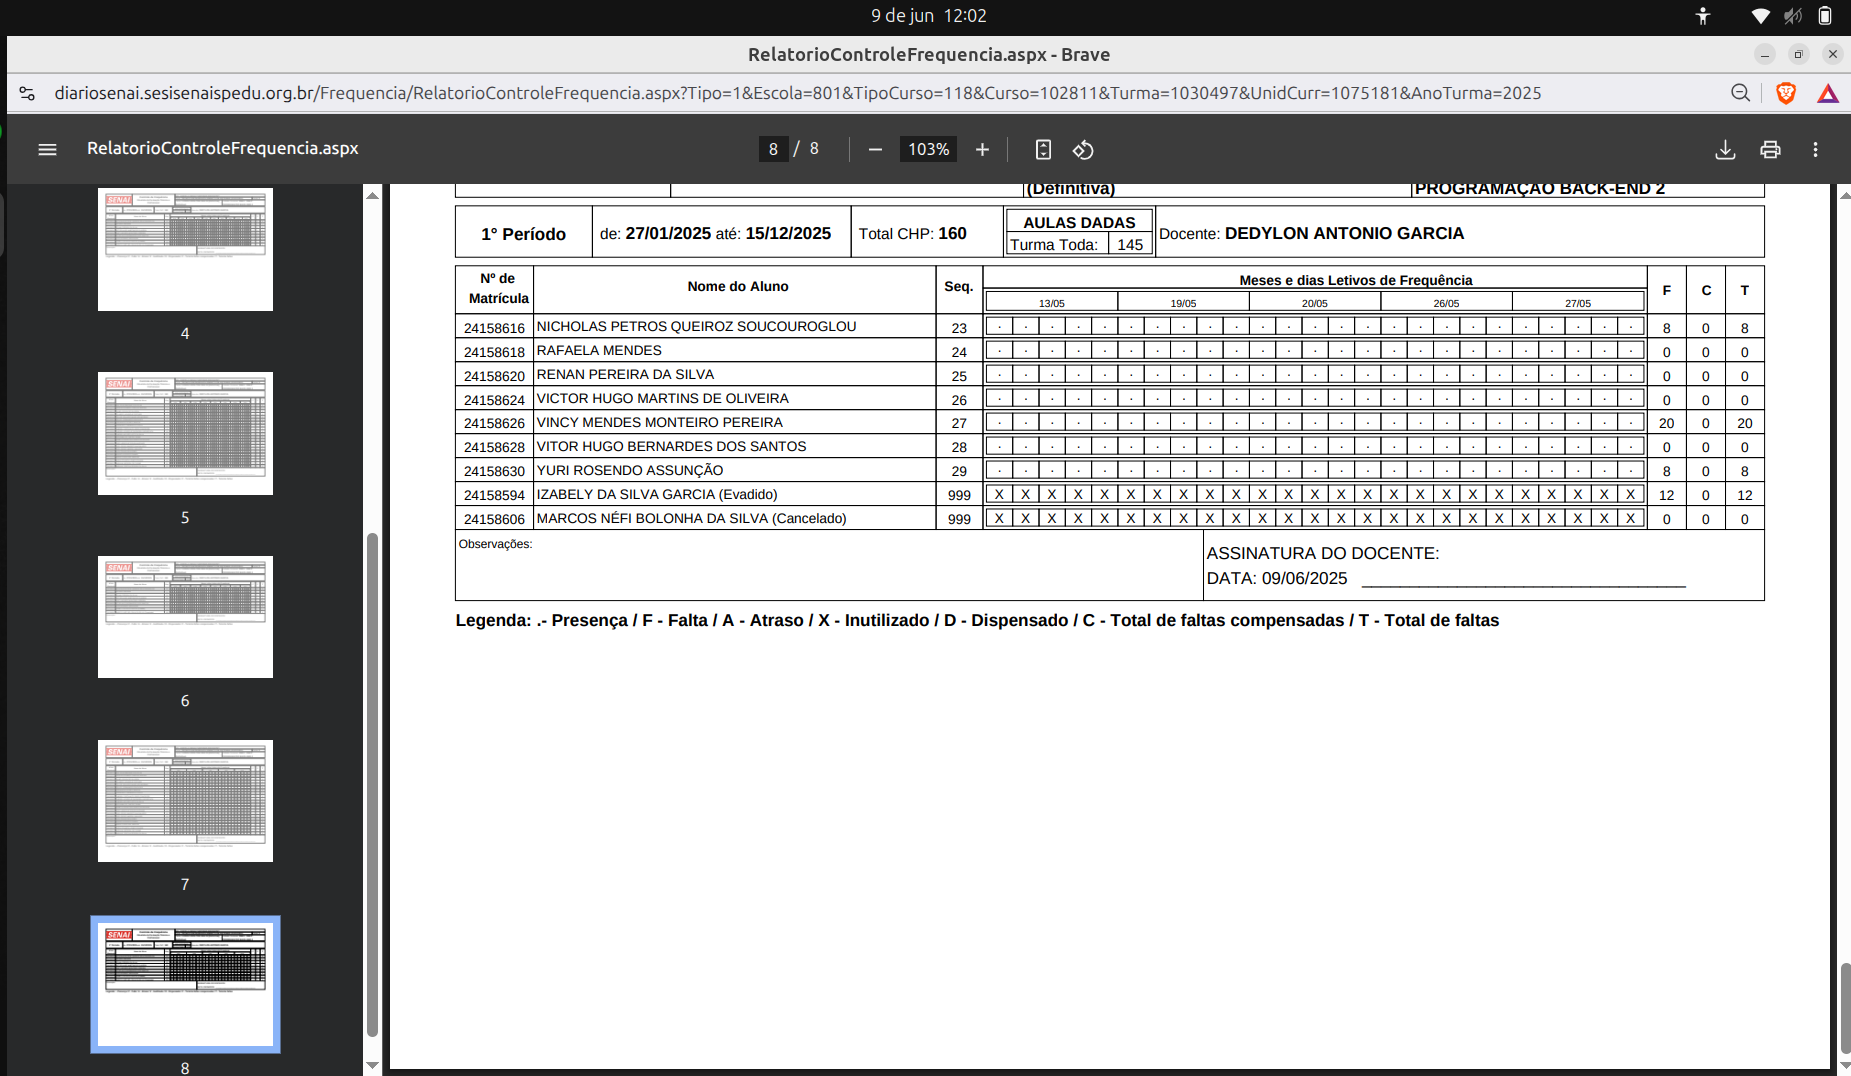 9 de jun 12:02
RelatorioControleFrequencia.aspx - Brave
diariosenai.sesisenaispedu.org.br/Frequencia/RelatorioControleFrequencia.aspx?Tipo=1&Escola=801&TipoCurso=118&Curso=102811&Turma=1030497&UnidCurr=1075181&AnoTurma=2025
RelatorioControleFrequencia.aspx
8 / 8
103%
4
5
6
7
8
SENAI
SENAI
SENAI
SENAI
SENAI
(Definitiva) PROGRAMAÇÃO BACK-END 2
1° Período de: 27/01/2025 até: 15/12/2025 Total CHP: 160 AULAS DADAS Turma Toda: 145 Docente: DEDYLON ANTONIO GARCIA
Nº de Matrícula Nome do Aluno Seq. Meses e dias Letivos de Frequência F C T
13/05 19/05 20/05 26/05 27/05
24158616 NICHOLAS PETROS QUEIROZ SOUCOUROGLOU 23 . . . . . . . . . . . . . . . . . . . . . . . . . 8 0 8
24158618 RAFAELA MENDES 24 . . . . . . . . . . . . . . . . . . . . . . . . . 0 0 0
24158620 RENAN PEREIRA DA SILVA 25 . . . . . . . . . . . . . . . . . . . . . . . . . 0 0 0
24158624 VICTOR HUGO MARTINS DE OLIVEIRA 26 . . . . . . . . . . . . . . . . . . . . . . . . . 0 0 0
24158626 VINCY MENDES MONTEIRO PEREIRA 27 . . . . . . . . . . . . . . . . . . . . . . . . . 20 0 20
24158628 VITOR HUGO BERNARDES DOS SANTOS 28 . . . . . . . . . . . . . . . . . . . . . . . . . 0 0 0
24158630 YURI ROSENDO ASSUNÇÃO 29 . . . . . . . . . . . . . . . . . . . . . . . . . 8 0 8
24158594 IZABELY DA SILVA GARCIA (Evadido) 999 X X X X X X X X X X X X X X X X X X X X X X X X X 12 0 12
24158606 MARCOS NÉFI BOLONHA DA SILVA (Cancelado) 999 X X X X X X X X X X X X X X X X X X X X X X X X X 0 0 0
Observações:
ASSINATURA DO DOCENTE:
DATA: 09/06/2025
Legenda: .- Presença / F - Falta / A - Atraso / X - Inutilizado / D - Dispensado / C - Total de faltas compensadas / T - Total de faltas